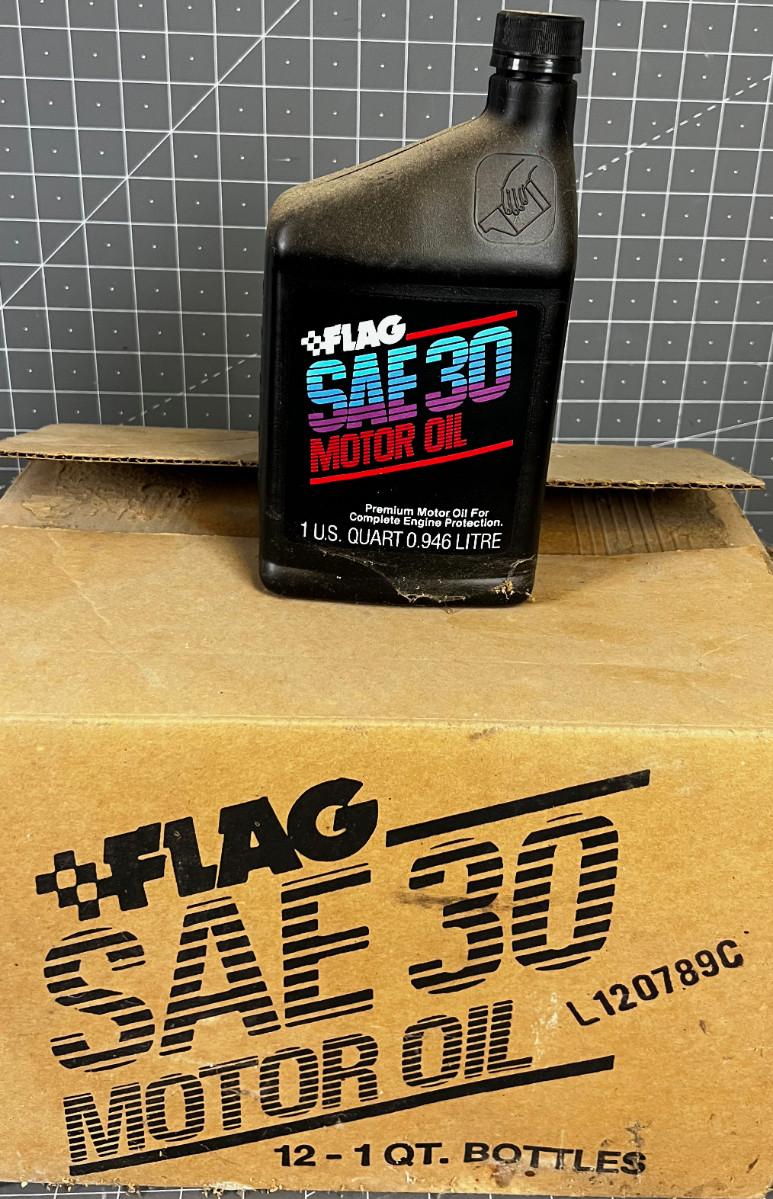 FLAG
SAE 30
MOTOR OIL
Premium Motor Oil For
Complete Engine Protection.
1 U.S. QUART 0.946 LITRE
FLAG
SAE 30
MOTOR OIL
L120789C
12 - 1 QT. BOTTLES